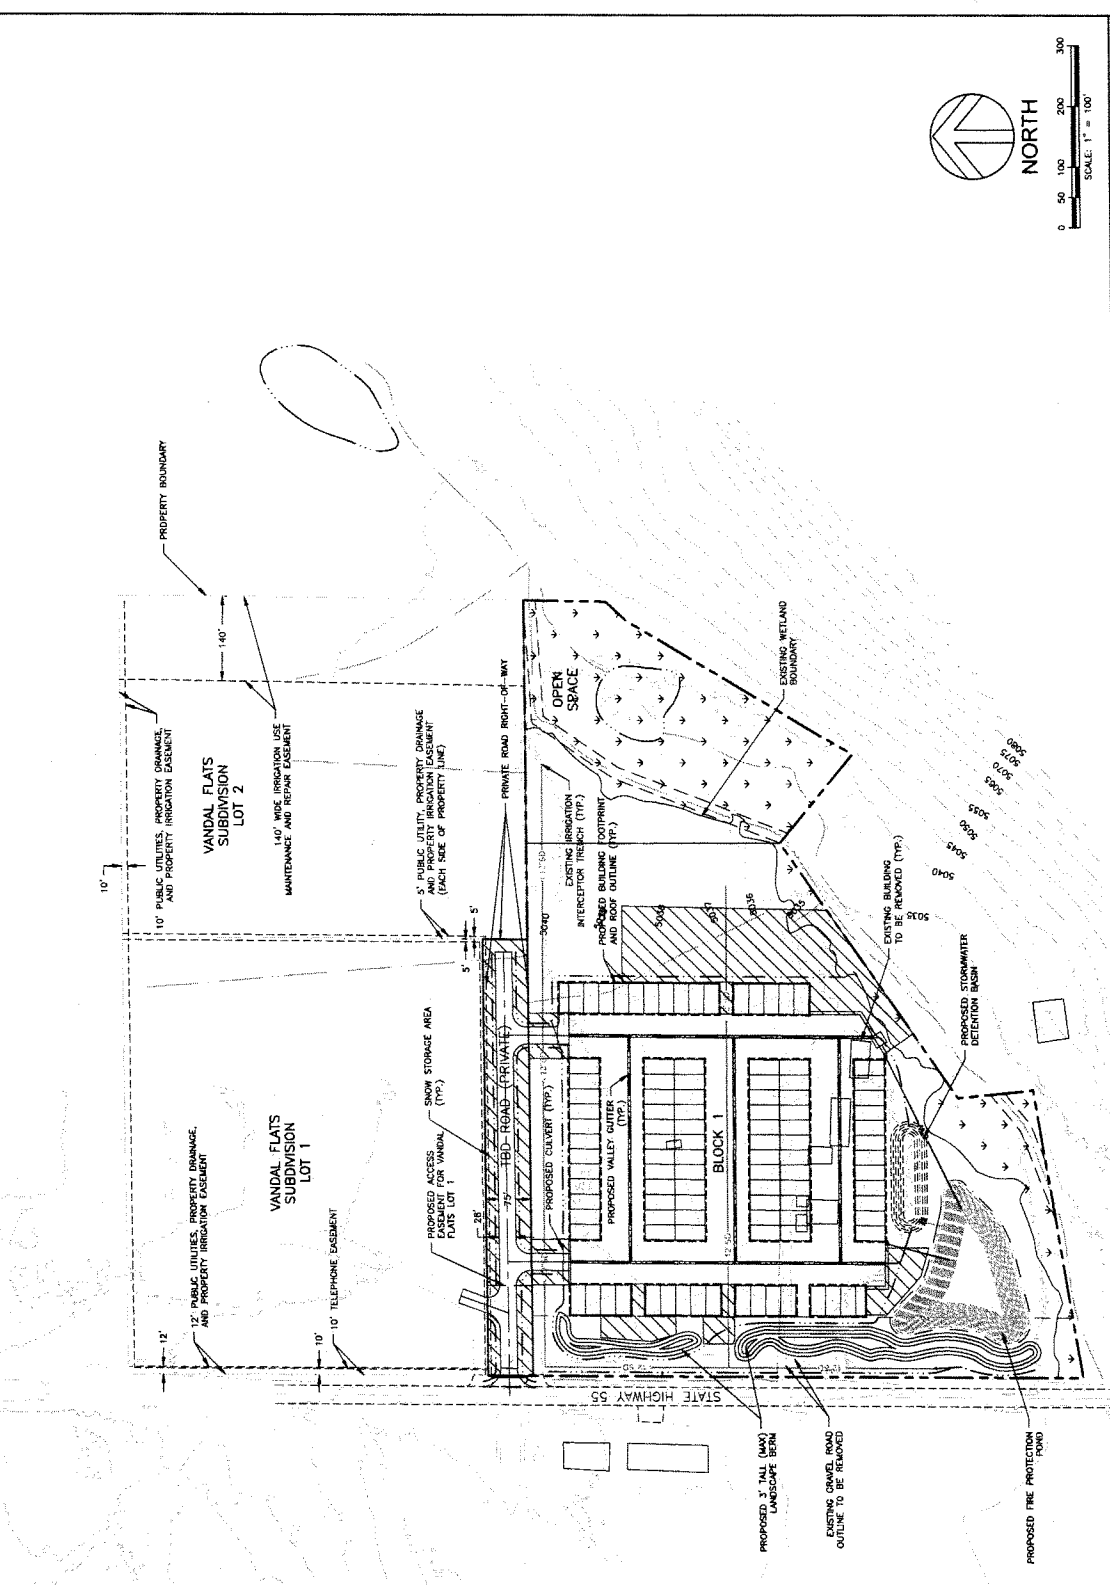 NORTH
0
50
100
200
300
SCALE: 1" = 100'
PROPERTY BOUNDARY
140'
10'
10' PUBLIC UTILITIES, PROPERTY DRAINAGE,
AND PROPERTY IRRIGATION EASEMENT
VANDAL FLATS
SUBDIVISION
LOT 2
140' WIDE IRRIGATION USE
MAINTENANCE AND REPAIR EASEMENT
5' PUBLIC UTILITY, PROPERTY DRAINAGE
AND PROPERTY IRRIGATION EASEMENT
(EACH SIDE OF PROPERTY LINE)
PRIVATE ROAD RIGHT-OF-WAY
5'
5'
OPEN
SPACE
EXISTING WETLAND
BOUNDARY
EXISTING IRRIGATION
INTERCEPTOR TRENCH (TYP.)
PROPOSED BUILDING FOOTPRINT
AND ROOF OUTLINE (TYP.)
EXISTING BUILDING
TO BE REMOVED (TYP.)
PROPOSED STORMWATER
DETENTION BASIN
5040
5038
5037
5036
5035
5035
5040
5045
5050
5055
5065
5070
5075
5080
12' PUBLIC UTILITIES, PROPERTY DRAINAGE,
AND PROPERTY IRRIGATION EASEMENT
VANDAL FLATS
SUBDIVISION
LOT 1
10' TELEPHONE EASEMENT
12'
10'
SNOW STORAGE AREA
(TYP.)
PROPOSED ACCESS
EASEMENT FOR VANDAL
FLATS LOT 1
28'
75'
TBD ROAD (PRIVATE)
PROPOSED CULVERT (TYP.)
PROPOSED VALLEY GUTTER
(TYP.)
BLOCK 1
STATE HIGHWAY 55
PROPOSED 3' TALL (MAX)
LANDSCAPE BERM
EXISTING GRAVEL ROAD
OUTLINE TO BE REMOVED
PROPOSED FIRE PROTECTION
POND